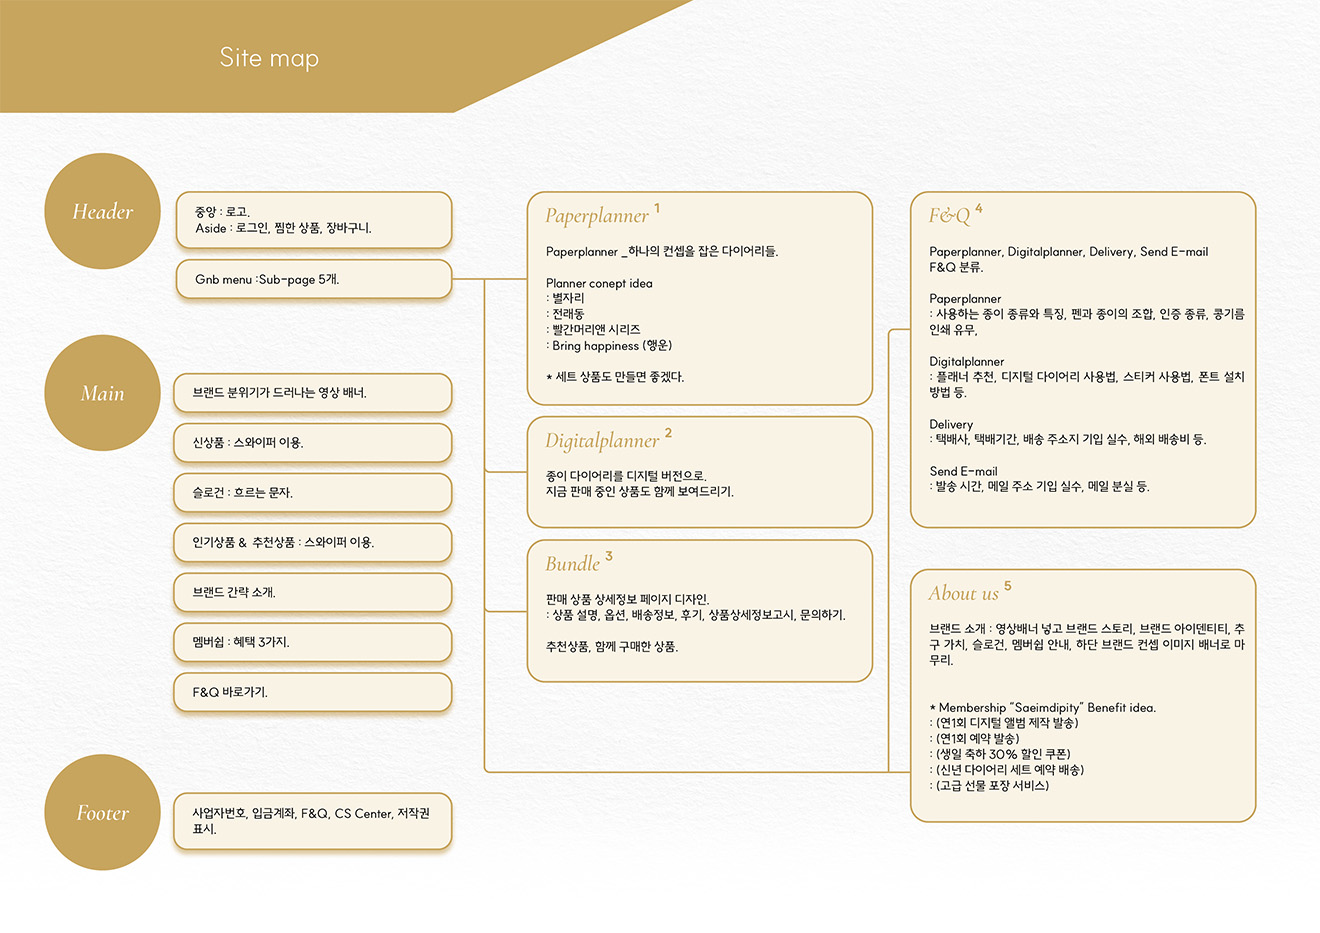 Site map
Header
중앙 : 로고.
Aside : 로그인, 찜한 상품, 장바구니.
Gnb menu :Sub-page 5개.
Main
브랜드 분위기가 드러나는 영상 배너.
신상품 : 스와이퍼 이용.
슬로건 : 흐르는 문자.
인기상품 & 추천상품 : 스와이퍼 이용.
브랜드 간략 소개.
멤버쉽 : 혜택 3가지.
F&Q 바로가기.
Footer
사업자번호, 입금계좌, F&Q, CS Center, 저작권
표시.
Paperplanner 1
Paperplanner _하나의 컨셉을 잡은 다이어리들.
Planner conept idea
: 별자리
: 전래동
: 빨간머리앤 시리즈
: Bring happiness (행운)
* 세트 상품도 만들면 좋겠다.
Digitalplanner 2
종이 다이어리를 디지털 버전으로.
지금 판매 중인 상품도 함께 보여드리기.
Bundle 3
판매 상품 상세정보 페이지 디자인.
: 상품 설명, 옵션, 배송정보, 후기, 상품상세정보고시, 문의하기.
추천상품, 함께 구매한 상품.
F&Q 4
Paperplanner, Digitalplanner, Delivery, Send E-mail
F&Q 분류.
Paperplanner
: 사용하는 종이 종류와 특징, 펜과 종이의 조합, 인증 종류, 콩기름
인쇄 유무,
Digitalplanner
: 플래너 추천, 디지털 다이어리 사용법, 스티커 사용법, 폰트 설치
방법 등.
Delivery
: 택배사, 택배기간, 배송 주소지 기입 실수, 해외 배송비 등.
Send E-mail
: 발송 시간, 메일 주소 기입 실수, 메일 분실 등.
About us 5
브랜드 소개 : 영상배너 넣고 브랜드 스토리, 브랜드 아이덴티티, 추
구 가치, 슬로건, 멤버쉽 안내, 하단 브랜드 컨셉 이미지 배너로 마
무리.
* Membership "Saeimdipity" Benefit idea.
: (연1회 디지털 앨범 제작 발송)
: (연1회 예약 발송)
: (생일 축하 30% 할인 쿠폰)
: (신년 다이어리 세트 예약 배송)
: (고급 선물 포장 서비스)